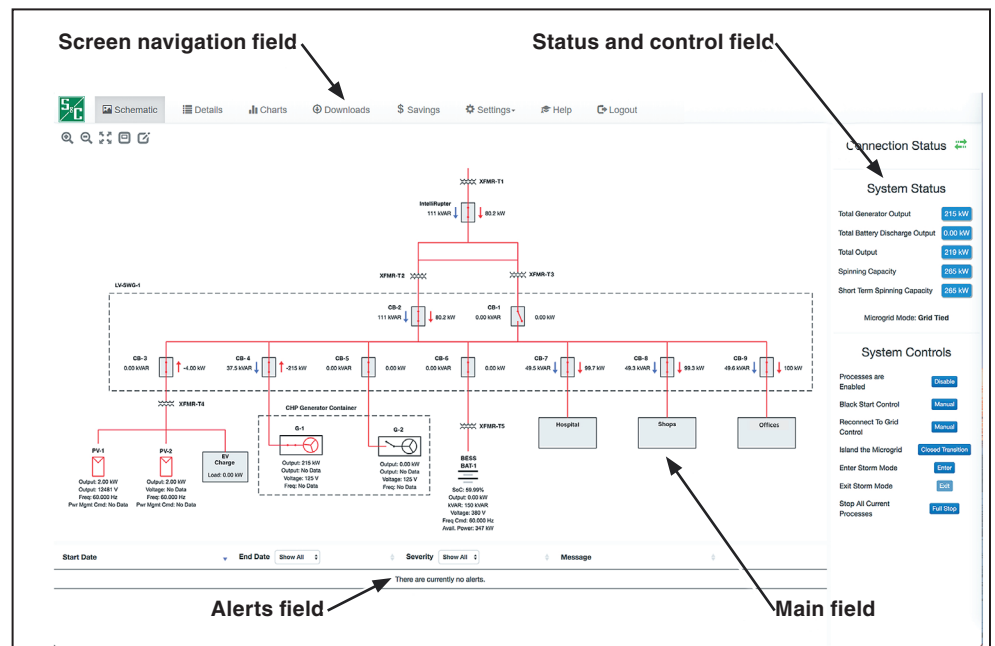 Screen navigation field
Status and control field
S&C
Schematic
Details
Charts
Downloads
$ Savings
Settings
Help
Logout
Connection Status
System Status
Total Generator Output 215 kW
Total Battery Discharge Output 0.00 kW
Total Output 219 kW
Spinning Capacity 265 kW
Short Term Spinning Capacity 265 kW
Microgrid Mode: Grid Tied
System Controls
Processes are Enabled Disable
Black Start Control Manual
Reconnect To Grid Control Manual
Island the Microgrid Closed Transition
Enter Storm Mode Enter
Exit Storm Mode Exit
Stop All Current Processes Full Stop
XFMR-T1
IntelliRupter
111 kVAR 80.2 kW
XFMR-T2
XFMR-T3
LV-SWG-1
CB-2
111 kVAR 80.2 kW
CB-1
0.00 kVAR 0.00 kW
CB-3
0.00 kVAR -4.00 kW
CB-4
37.5 kVAR -215 kW
CB-5
0.00 kVAR 0.00 kW
CB-6
0.00 kVAR 0.00 kW
CB-7
-49.5 kVAR 99.7 kW
CB-8
-49.3 kVAR 99.3 kW
CB-9
-49.6 kVAR 100 kW
XFMR-T4
PV-1
Output: 2.00 kW
Output: 12481 V
Freq: 60.000 Hz
Pwr Mgmt Cmd: No Data
PV-2
Output: 2.00 kW
Voltage: No Data
Freq: 60.000 Hz
Pwr Mgmt Cmd: No Data
EV
Charge
Load: 0.00 kW
CHP Generator Container
G-1
Output: 215 kW
Output: No Data
Voltage: 125 V
Freq: No Data
G-2
Output: 0.00 kW
Output: No Data
Voltage: 125 V
Freq: No Data
XFMR-T5
BESS
BAT-1
SoC: 59.99%
Output: 0.00 kW
kVAR: 150 kVAR
Voltage: 380 V
Freq Cmd: 60.000 Hz
Avail. Power: 347 kW
Hospital
Shops
Offices
Start Date End Date Show All Severity Show All Message
There are currently no alerts.
Alerts field
Main field